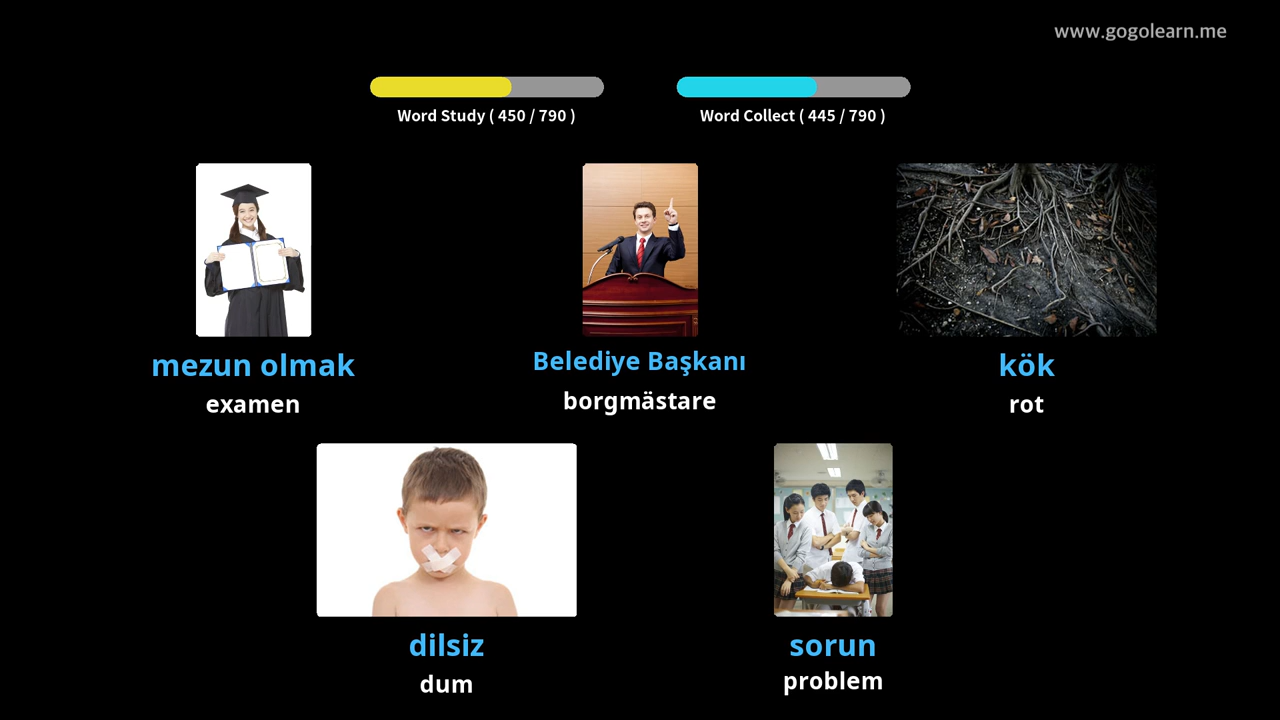 www.gogolearn.me
Word Study ( 450 / 790 )
Word Collect ( 445 / 790 )
mezun olmak
examen
Belediye Başkanı
borgmästare
kök
rot
dilsiz
dum
sorun
problem